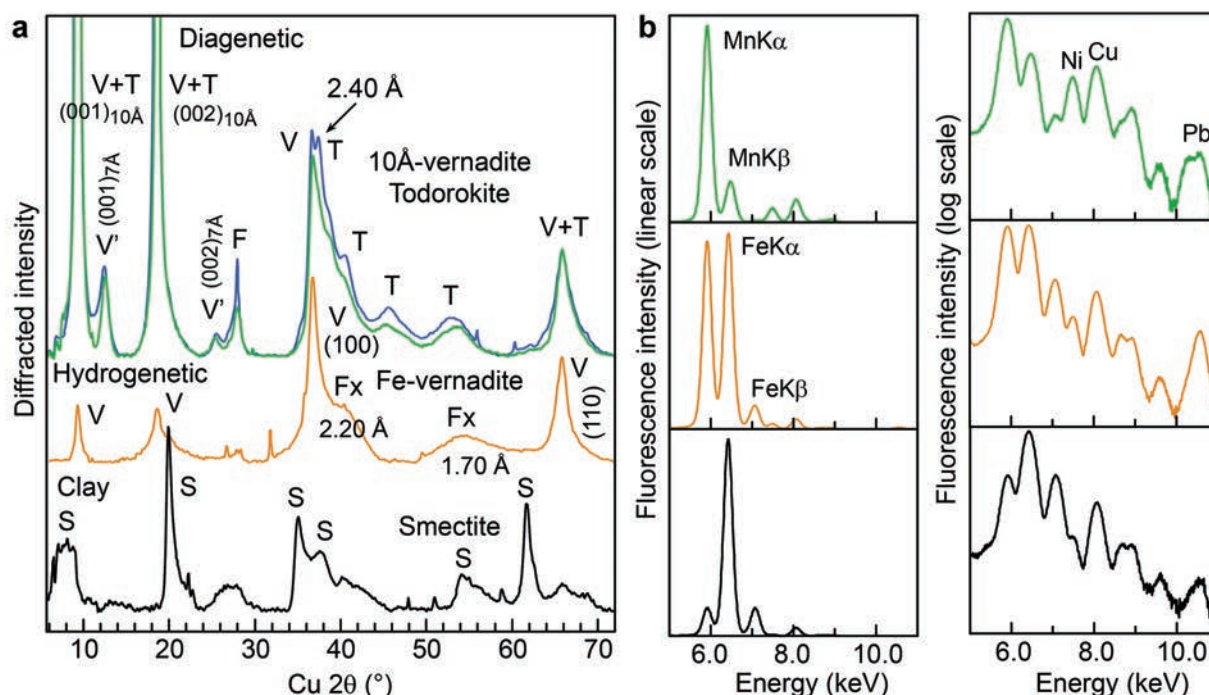 a
Diagenetic
V+T
(001)10Å
V+T
(002)10Å
2.40 Å
V
T
10Å-vernadite
Todorokite
V' (001)7Å
V' (002)7Å
F
T
T
T
V+T
V
(100)
Hydrogenetic
Fe-vernadite
V
V
Fx
2.20 Å
Fx
1.70 Å
V
(110)
Clay
S
S
S
S
Smectite
S
S
Diffracted intensity
10 20 30 40 50 60 70
Cu 2θ (°)
b
MnKα
MnKβ
FeKα
FeKβ
Fluorescence intensity (linear scale)
6.0 8.0 10.0
Energy (keV)
Ni
Cu
Pb
Fluorescence intensity (log scale)
6.0 8.0 10.0
Energy (keV)